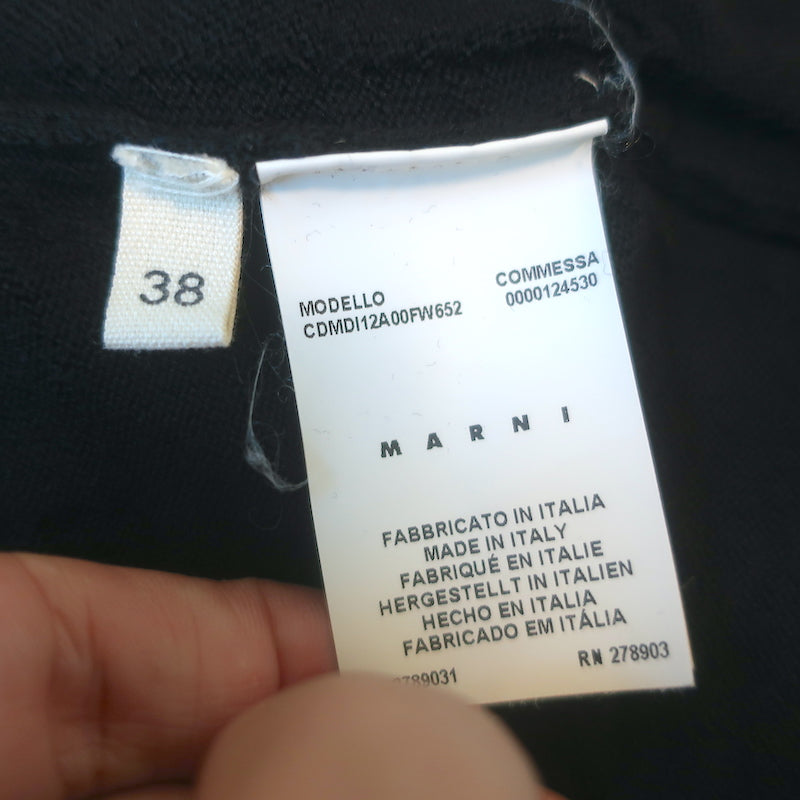 38
MODELLO
CDMDI12A00FW652
COMMESSA
0000124530
MARNI
FABBRICATO IN ITALIA
MADE IN ITALY
FABRIQUÉ EN ITALIE
HERGESTELLT IN ITALIEN
HECHO EN ITALIA
FABRICADO EM ITÁLIA
RN 278903